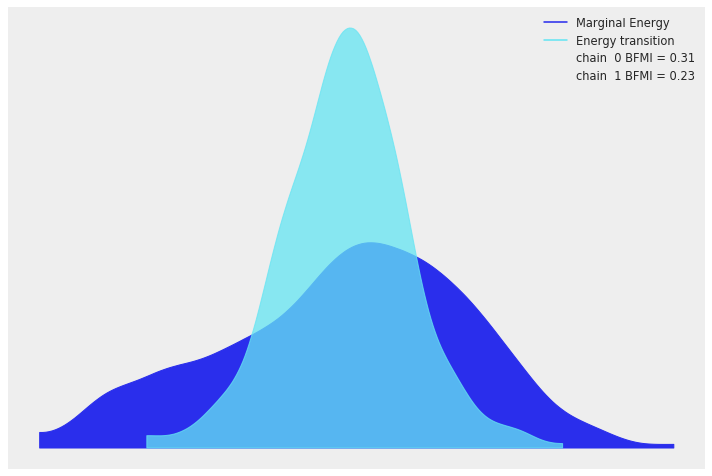 Marginal Energy
Energy transition
chain  0 BFMI = 0.31
chain  1 BFMI = 0.23